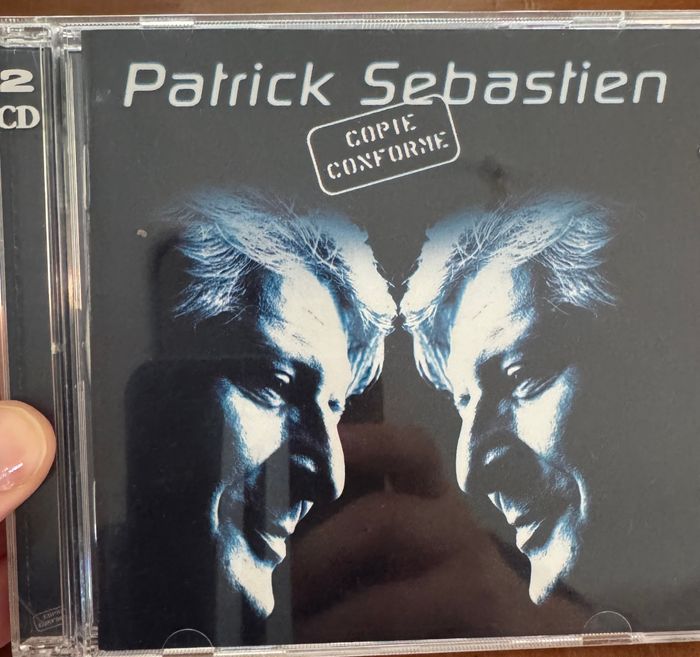 Patrick Sebastien
COPIE
CONFORME
2
CD